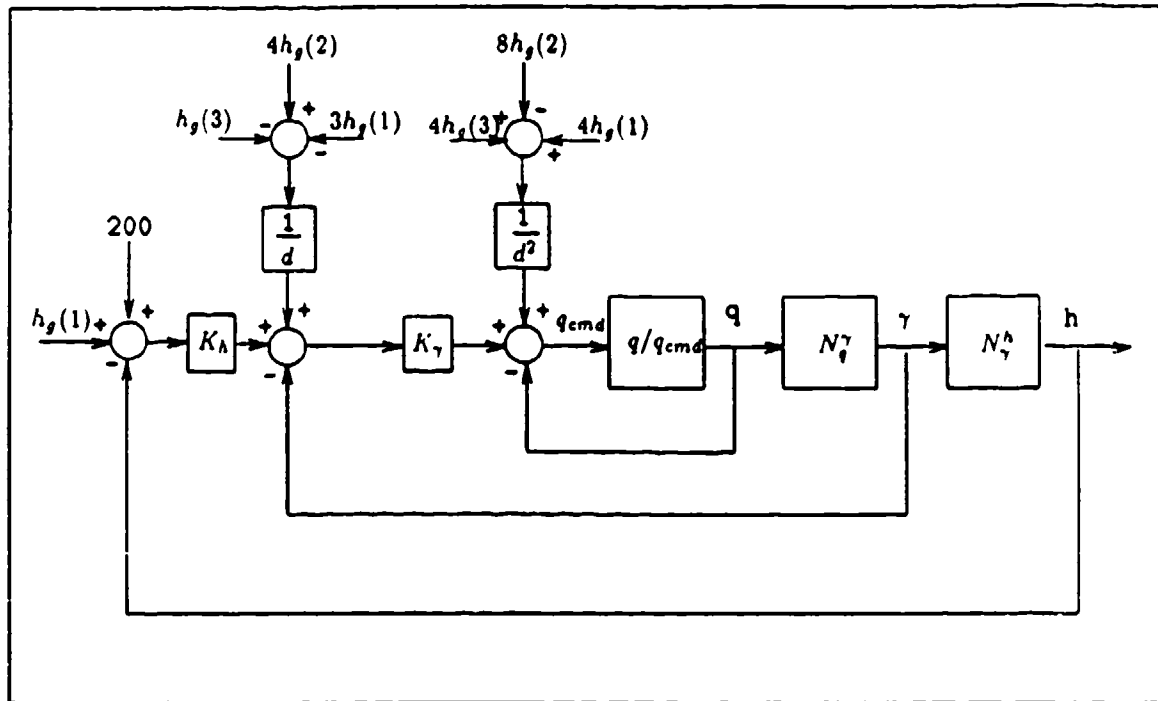 4h_g(2)
8h_g(2)
h_g(3) - + 3h_g(1) -
4h_g(3) + - 4h_g(1) +
200
1/d
1/d²
h_g(1) + + -
K_h
+ + -
K_γ
+ + -
q_cmd
q/q_cmd
q
N_q^γ
γ
N_γ^h
h